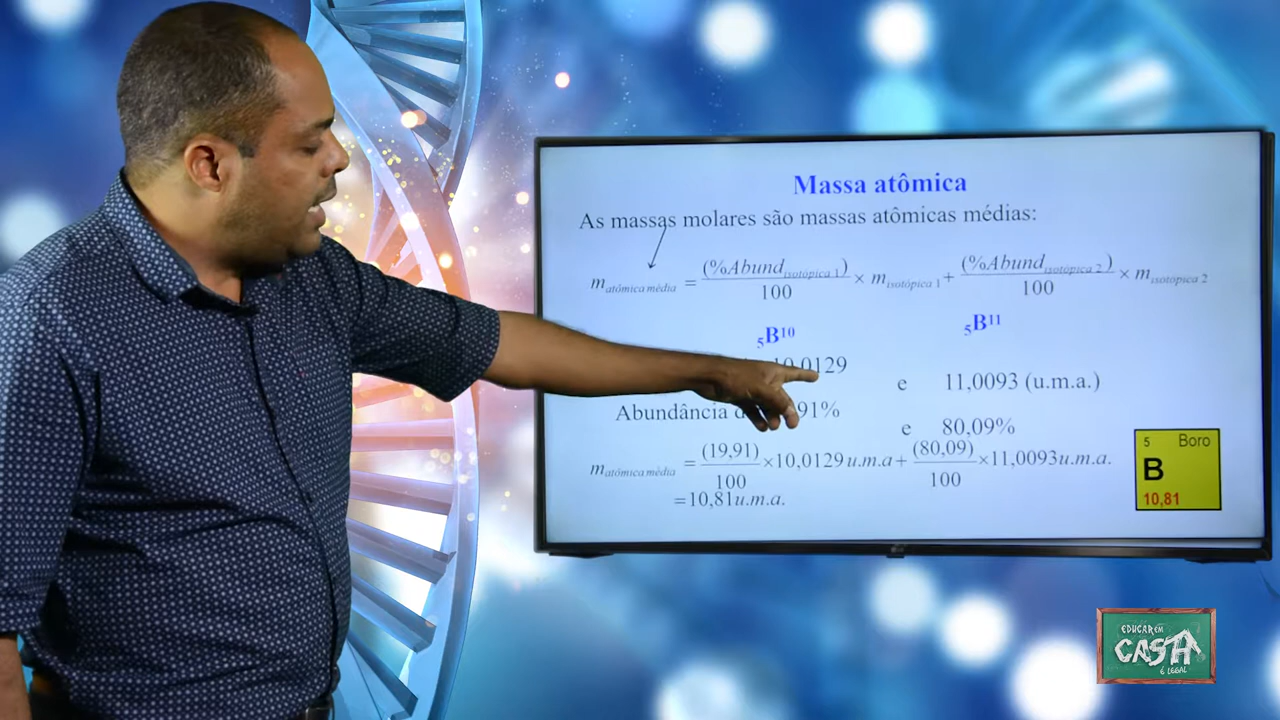 Massa atômica
As massas molares são massas atômicas médias:
m atômica média = (%Abund isotópica 1)/100 × m isotópica 1 + (%Abund isotópica 2)/100 × m isotópica 2
₅B¹⁰ ₅B¹¹
10,0129 e 11,0093 (u.m.a.)
Abundância 91% e 80,09%
m atômica média = (19,91)/100 ×10,0129 u.m.a + (80,09)/100 ×11,0093u.m.a.
=10,81u.m.a.
5 Boro
B
10,81
EDUCAR EM
CASA
É LEGAL